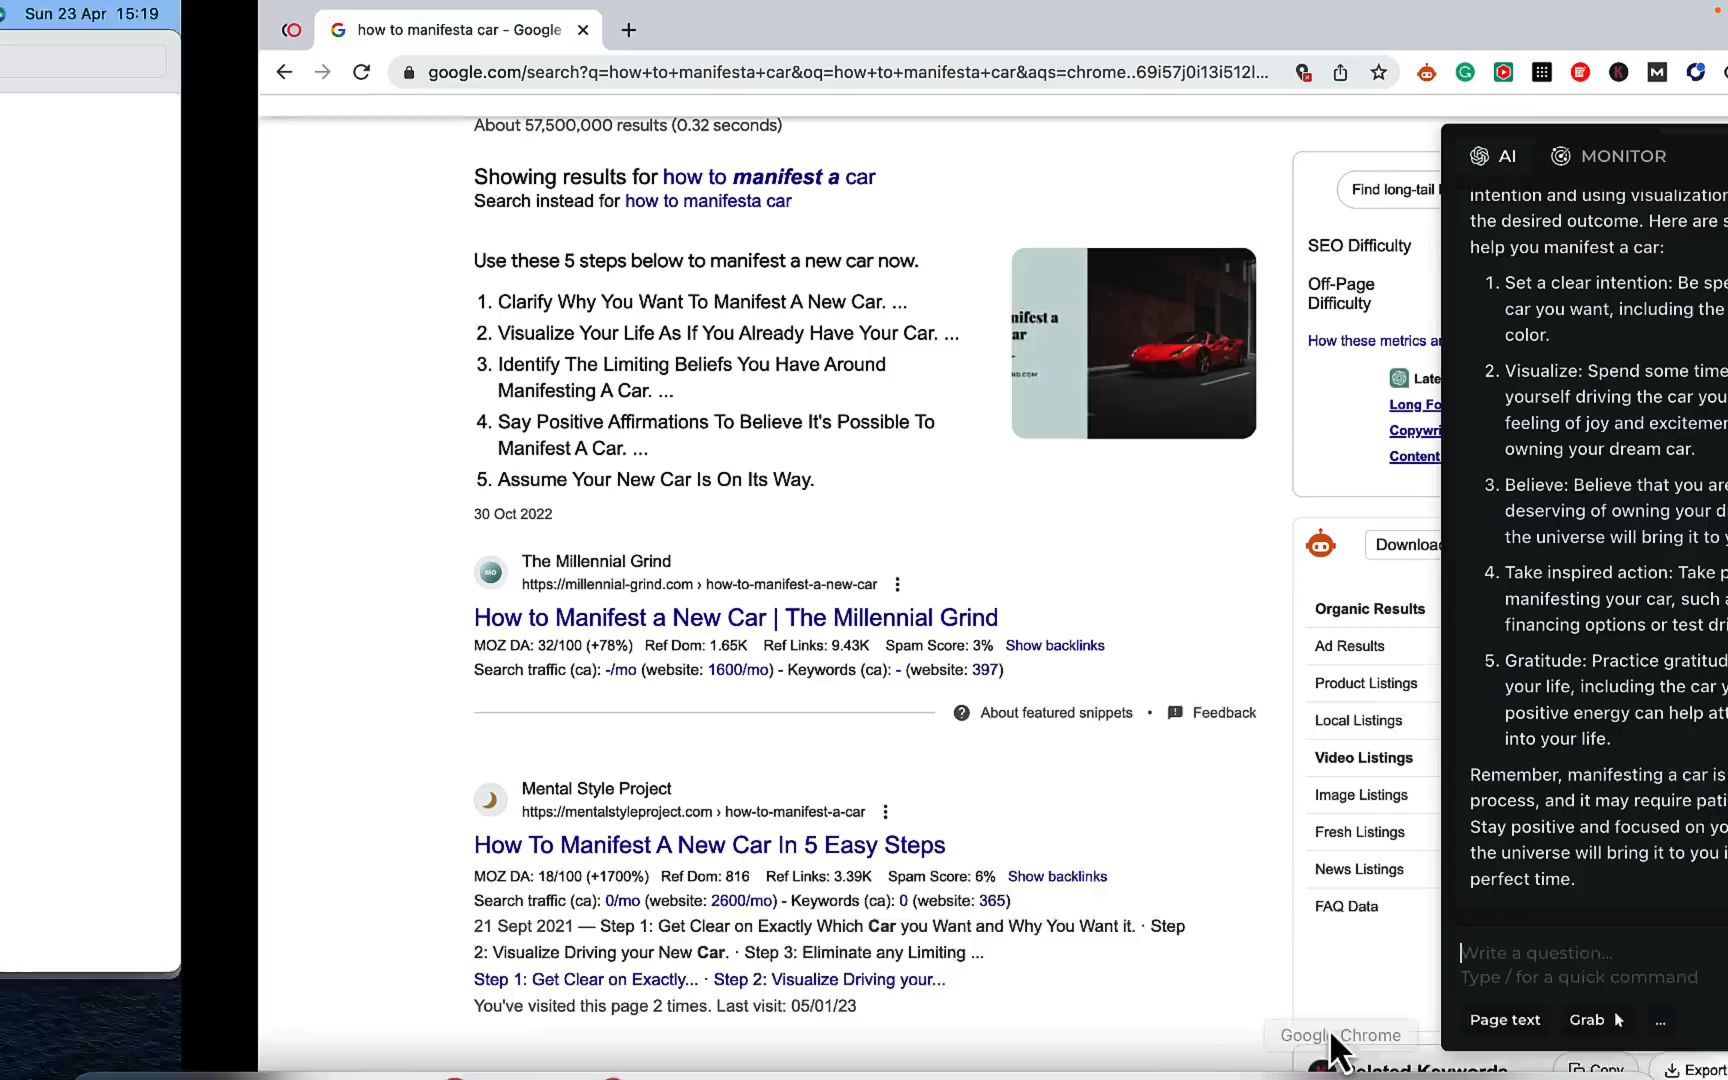 Sun 23 Apr 15:19
how to manifesta car - Google
google.com/search?q=how+to+manifesta+car&oq=how+to+manifesta+car&aqs=chrome..69i57j0i13i512l...
About 57,500,000 results (0.32 seconds)
Showing results for how to manifest a car
Search instead for how to manifesta car
Use these 5 steps below to manifest a new car now.
1. Clarify Why You Want To Manifest A New Car. ...
2. Visualize Your Life As If You Already Have Your Car. ...
3. Identify The Limiting Beliefs You Have Around
Manifesting A Car. ...
4. Say Positive Affirmations To Believe It's Possible To
Manifest A Car. ...
5. Assume Your New Car Is On Its Way.
30 Oct 2022
nifest a
ar
ND.COM
MG
The Millennial Grind
https://millennial-grind.com › how-to-manifest-a-new-car
How to Manifest a New Car | The Millennial Grind
MOZ DA: 32/100 (+78%) Ref Dom: 1.65K Ref Links: 9.43K Spam Score: 3% Show backlinks
Search traffic (ca): -/mo (website: 1600/mo) - Keywords (ca): - (website: 397)
About featured snippets • Feedback
Mental Style Project
https://mentalstyleproject.com › how-to-manifest-a-car
How To Manifest A New Car In 5 Easy Steps
MOZ DA: 18/100 (+1700%) Ref Dom: 816 Ref Links: 3.39K Spam Score: 6% Show backlinks
Search traffic (ca): 0/mo (website: 2600/mo) - Keywords (ca): 0 (website: 365)
21 Sept 2021 — Step 1: Get Clear on Exactly Which Car you Want and Why You Want it. · Step
2: Visualize Driving your New Car. · Step 3: Eliminate any Limiting ...
Step 1: Get Clear on Exactly... · Step 2: Visualize Driving your...
You've visited this page 2 times. Last visit: 05/01/23
Find long-tail
SEO Difficulty
Off-Page
Difficulty
How these metrics a
Late
Long Fo
Copywri
Content
Downloa
Organic Results
Ad Results
Product Listings
Local Listings
Video Listings
Image Listings
Fresh Listings
News Listings
FAQ Data
Google Chrome
Related Keywords
Copy
Export
AI
MONITOR
intention and using visualization
the desired outcome. Here are s
help you manifest a car:
1. Set a clear intention: Be spe
car you want, including the
color.
2. Visualize: Spend some time
yourself driving the car you
feeling of joy and excitemen
owning your dream car.
3. Believe: Believe that you are
deserving of owning your d
the universe will bring it to y
4. Take inspired action: Take p
manifesting your car, such a
financing options or test dri
5. Gratitude: Practice gratitud
your life, including the car y
positive energy can help att
into your life.
Remember, manifesting a car is
process, and it may require pati
Stay positive and focused on yo
the universe will bring it to you i
perfect time.
Write a question...
Type / for a quick command
Page text
Grab
...